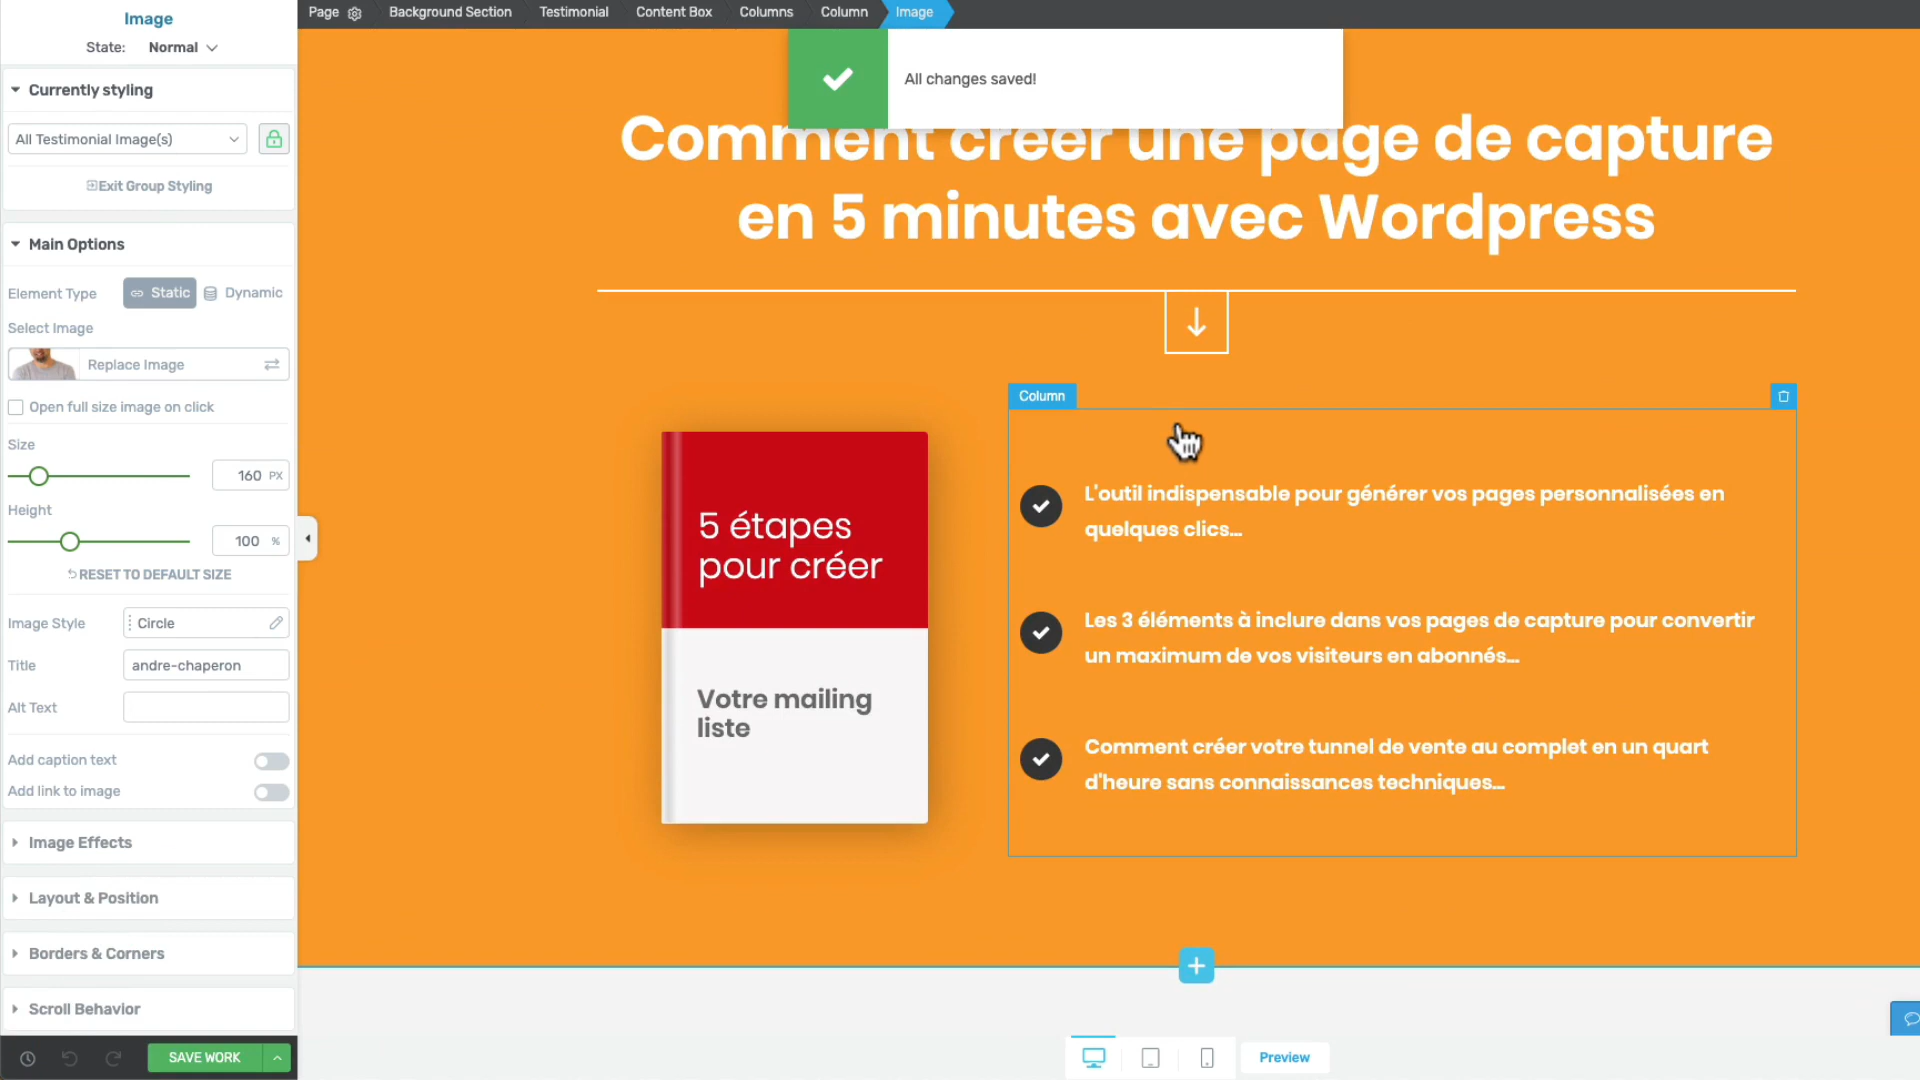 Image
State: Normal
Currently styling
All Testimonial Image(s)
Exit Group Styling
Main Options
Element Type Static Dynamic
Select Image
Replace Image
Open full size image on click
Size
160 PX
Height
100 %
RESET TO DEFAULT SIZE
Image Style Circle
Title andre-chaperon
Alt Text
Add caption text
Add link to image
Image Effects
Layout & Position
Borders & Corners
Scroll Behavior
SAVE WORK
Page Background Section Testimonial Content Box Columns Column Image
All changes saved!
Comment créer une page de capture
en 5 minutes avec Wordpress
Column
5 étapes
pour créer
Votre mailing
liste
L'outil indispensable pour générer vos pages personnalisées en
quelques clics...
Les 3 éléments à inclure dans vos pages de capture pour convertir
un maximum de vos visiteurs en abonnés...
Comment créer votre tunnel de vente au complet en un quart
d'heure sans connaissances techniques...
Preview